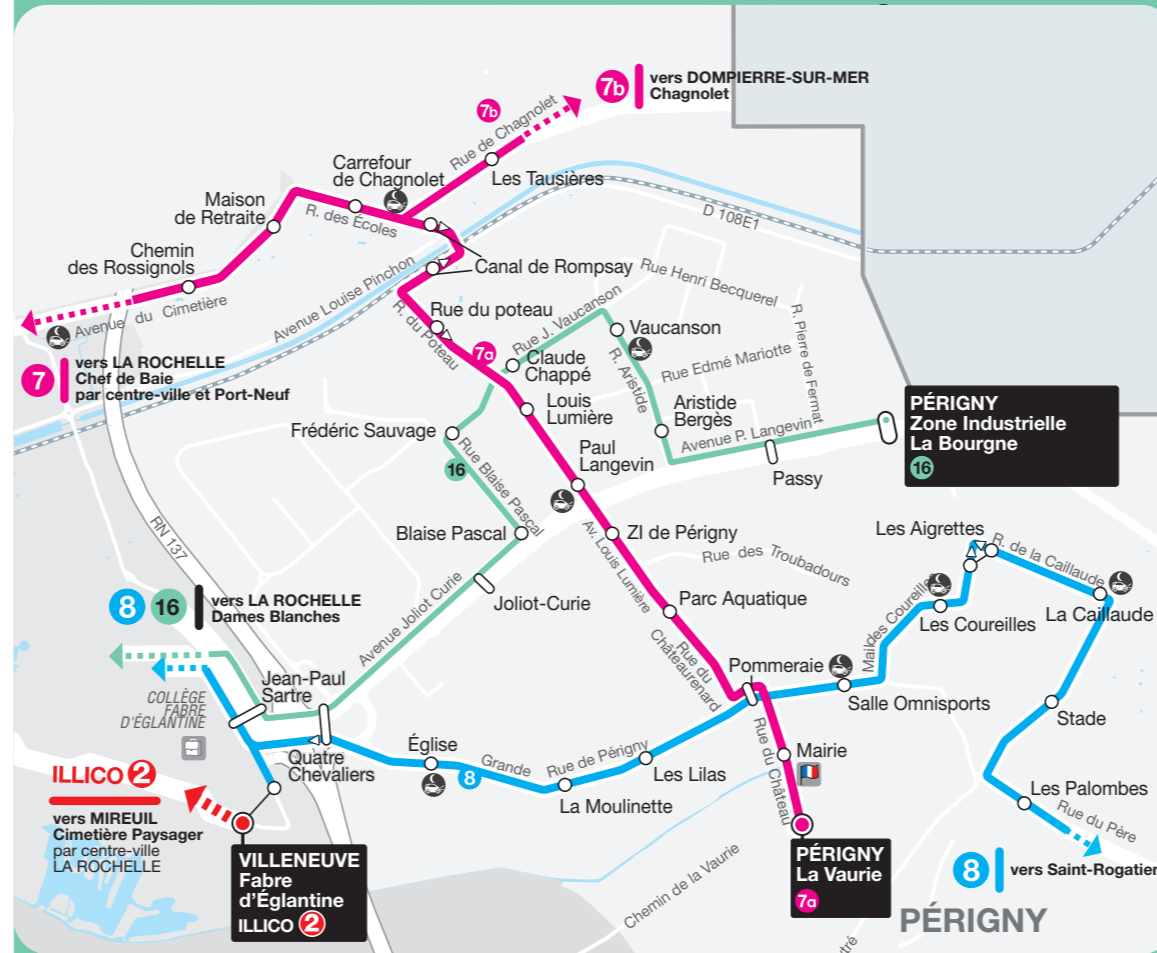 7b
vers DOMPIERRE-SUR-MER
Chagnolet
7b
Rue de Chagnolet
Carrefour
de Chagnolet
Les Tausières
Maison
de Retraite
R. des Écoles
D 108E1
Chemin
des Rossignols
Avenue Louise Pinchon
Canal de Rompsay
Rue Henri Becquerel
Avenue du Cimetière
Rue du poteau
R. du Poteau
Rue J. Vaucanson
Vaucanson
R. Pierre de Fermat
7
vers LA ROCHELLE
Chef de Baie
par centre-ville et Port-Neuf
7a
Claude
Chappé
R. Aristide
Rue Edmé Mariotte
Louis
Lumière
Aristide
Bergès
PÉRIGNY
Zone Industrielle
La Bourgne
16
Frédéric Sauvage
Avenue P. Langevin
Paul
Langevin
16
Rue Blaise Pascal
Passy
RN 137
Blaise Pascal
ZI de Périgny
Av. Louis Lumière
Rue des Troubadours
Les Aigrettes
R. de la Caillaude
8
16
vers LA ROCHELLE
Dames Blanches
Joliot-Curie
Avenue Joliot Curie
Parc Aquatique
Mail des Coureilles
Les Coureilles
La Caillaude
Rue du
Châteaurenard
Pommeraie
Jean-Paul
Sartre
COLLÈGE
FABRE
D'ÉGLANTINE
Salle Omnisports
Stade
Quatre
Chevaliers
Église
8
Grande
Rue de Périgny
Les Lilas
La Moulinette
Rue du Château
Mairie
ILLICO 2
vers MIREUIL
Cimetière Paysager
par centre-ville
LA ROCHELLE
Les Palombes
Rue du Père
VILLENEUVE
Fabre
d'Églantine
ILLICO 2
PÉRIGNY
La Vaurie
7a
8
vers Saint-Rogatien
Chemin de la Vaurie
PÉRIGNY